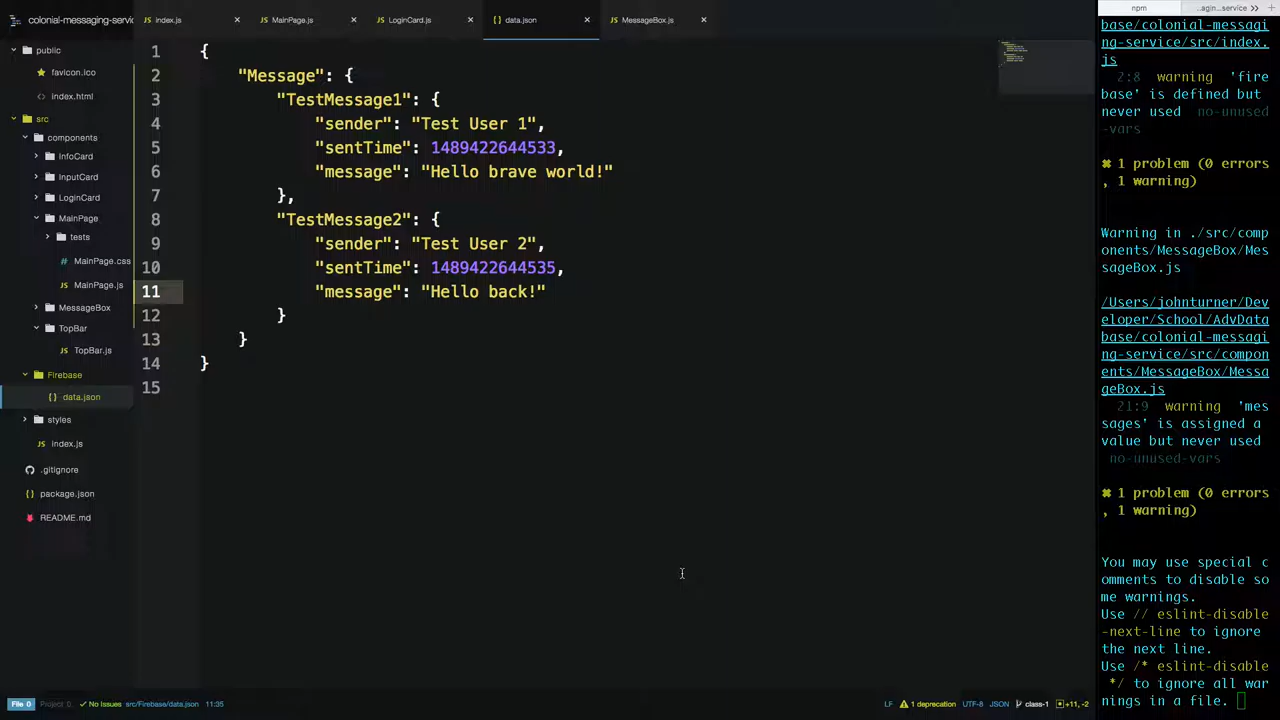 colonial-messaging-servic
index.js
MainPage.js
LoginCard.js
data.json
MessageBox.js
public
favicon.ico
index.html
src
components
InfoCard
InputCard
LoginCard
MainPage
tests
MainPage.css
MainPage.js
MessageBox
TopBar
TopBar.js
Firebase
data.json
styles
index.js
.gitignore
package.json
README.md
1 {
2 "Message": {
3 "TestMessage1": {
4 "sender": "Test User 1",
5 "sentTime": 1489422644533,
6 "message": "Hello brave world!"
7 },
8 "TestMessage2": {
9 "sender": "Test User 2",
10 "sentTime": 1489422644535,
11 "message": "Hello back!"
12 }
13 }
14 }
15
npm
...agin...service
base/colonial-messagi
ng-service/src/index.
js
2:8 warning 'fire
base' is defined but
never used no-unused
-vars
✖ 1 problem (0 errors
, 1 warning)
Warning in ./src/comp
onents/MessageBox/Mes
sageBox.js
/Users/johnturner/Dev
eloper/School/AdvData
base/colonial-messagi
ng-service/src/compon
ents/MessageBox/Messa
geBox.js
21:9 warning 'mes
sages' is assigned a
value but never used
no-unused-vars
✖ 1 problem (0 errors
, 1 warning)
You may use special c
omments to disable so
me warnings.
Use // eslint-disable
-next-line to ignore
the next line.
Use /* eslint-disable
*/ to ignore all war
nings in a file.
File 0 Project 0 No Issues src/Firebase/data.json 11:35
LF 1 deprecation UTF-8 JSON class-1 +11, -2